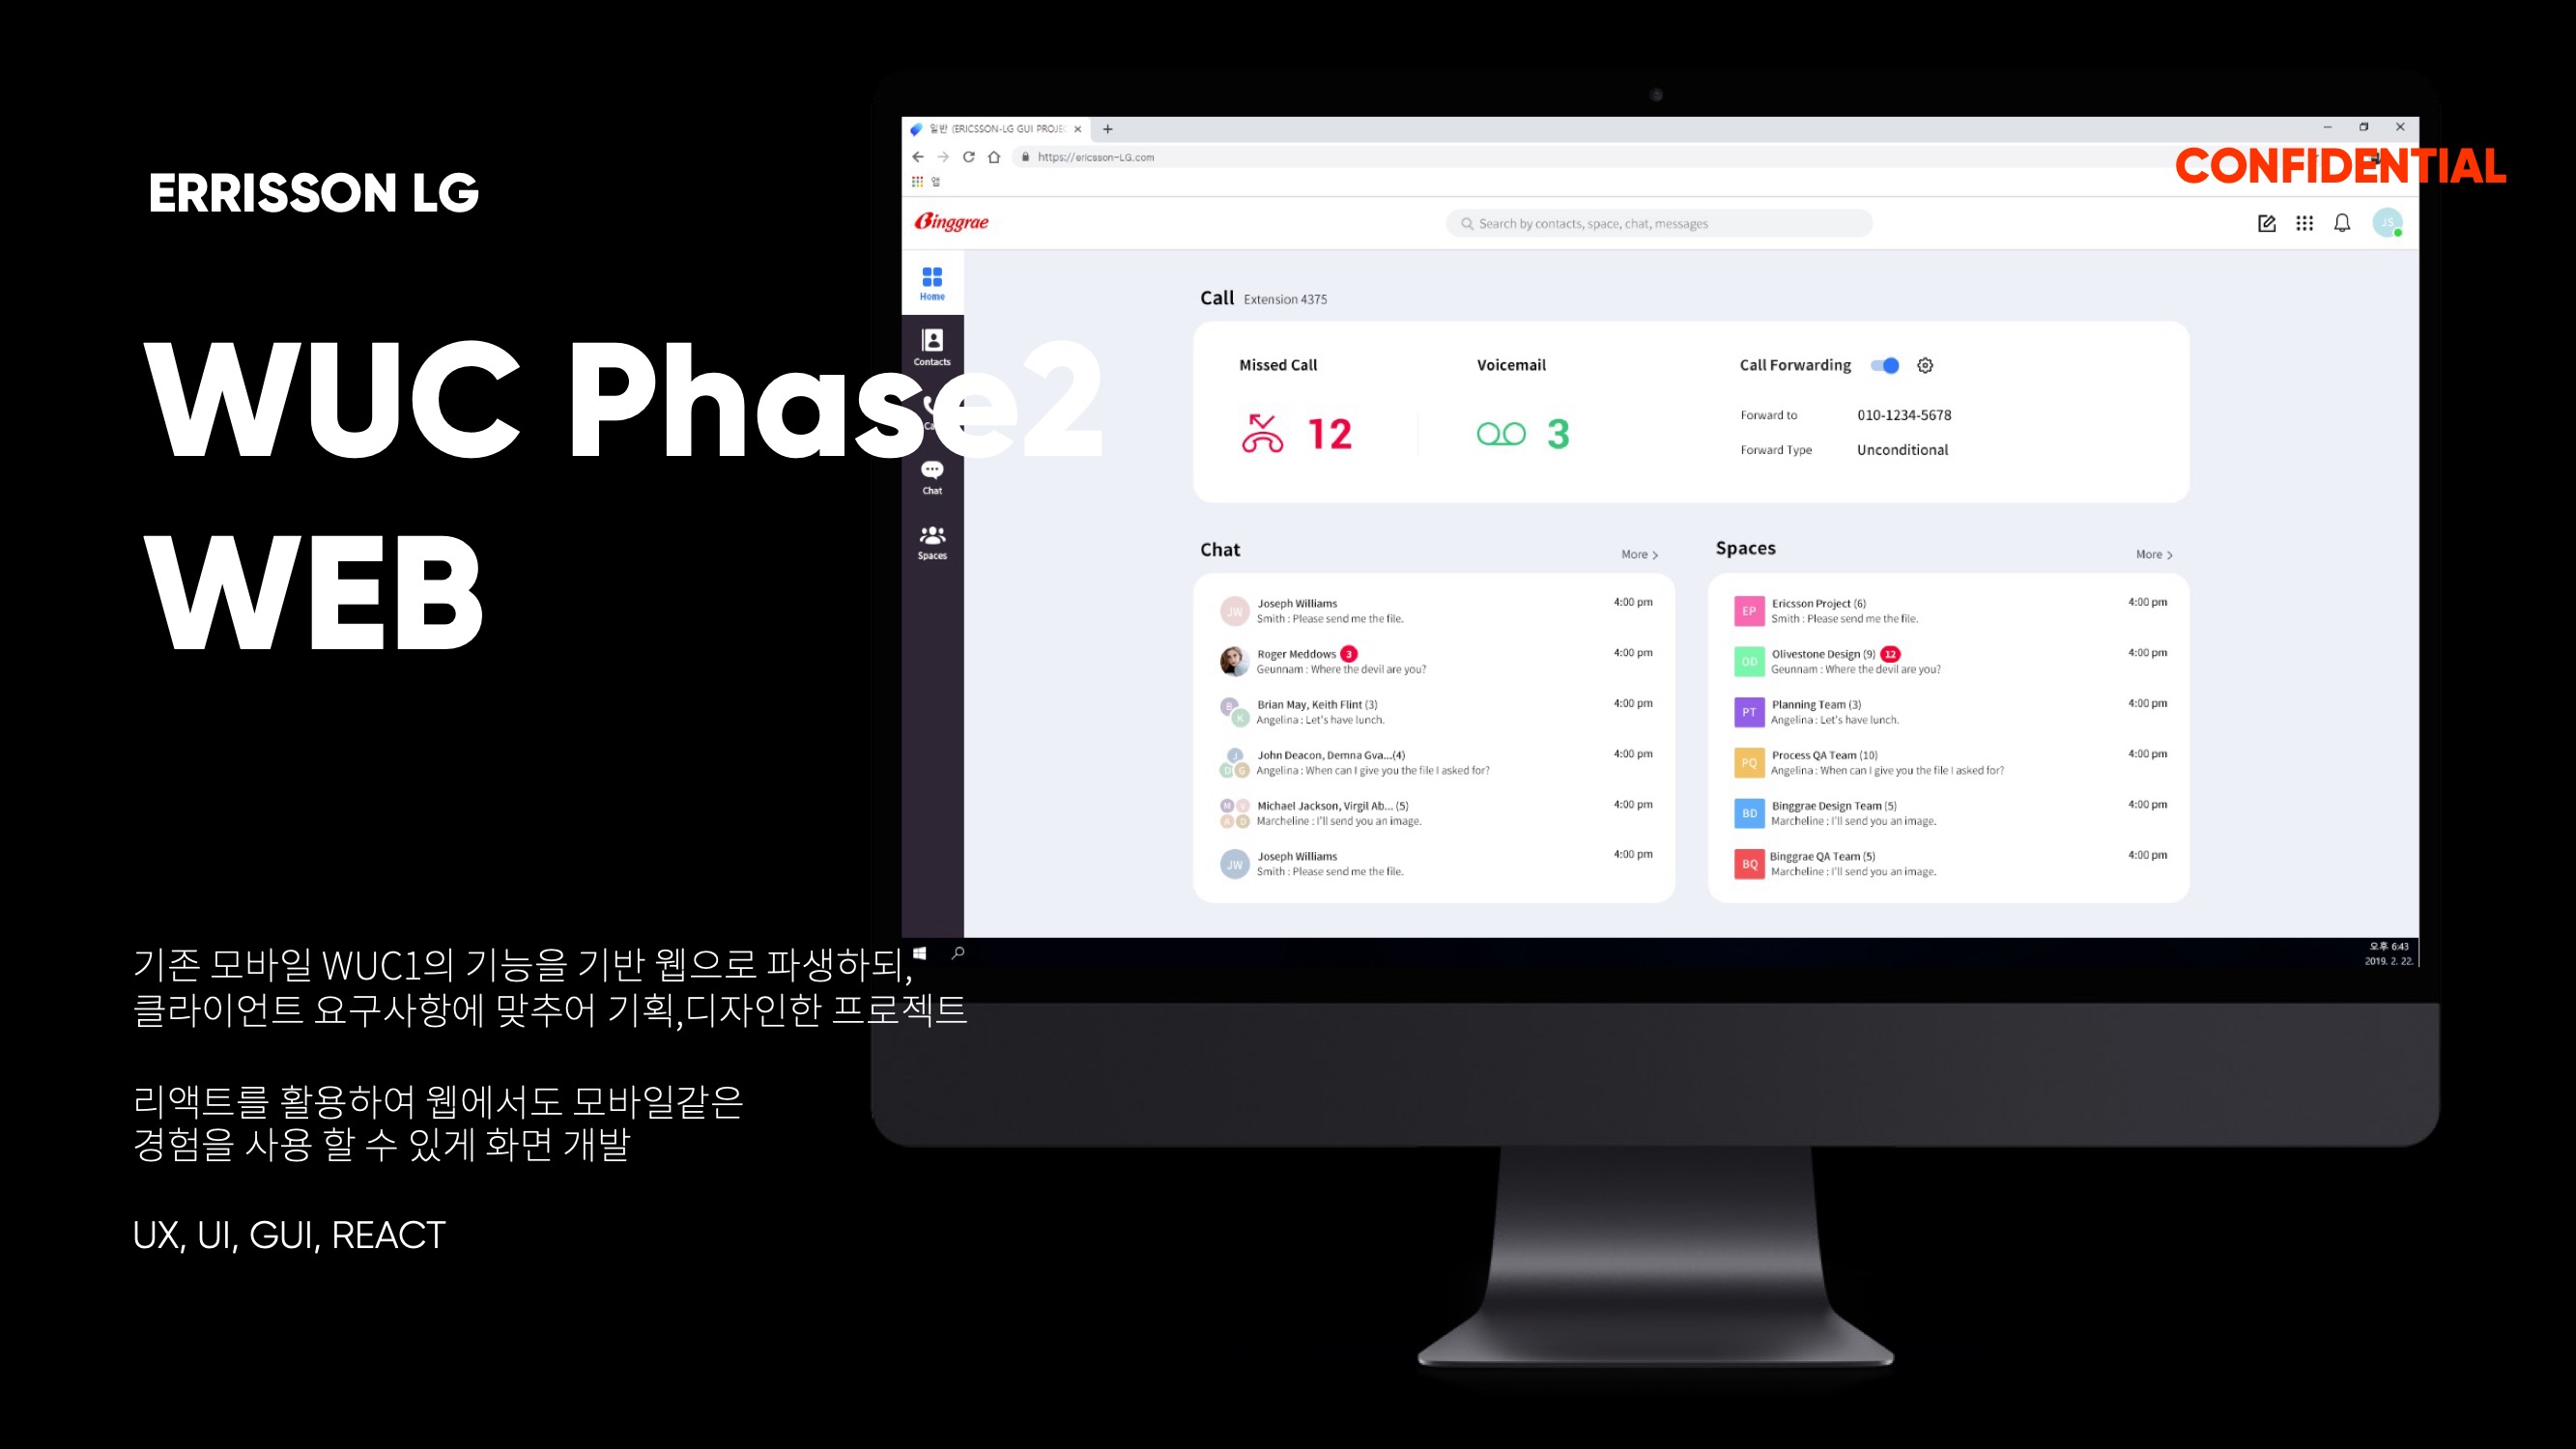 ERRISSON LG
WUC Phase2
WEB
기존 모바일 WUC1의 기능을 기반 웹으로 파생하되,
클라이언트 요구사항에 맞추어 기획,디자인한 프로젝트
리액트를 활용하여 웹에서도 모바일같은
경험을 사용 할 수 있게 화면 개발
UX, UI, GUI, REACT
CONFIDENTIAL
일반 (ERICSSON-LG GUI PROJEC
https://ericsson-LG.com
앱
Binggrae
Search by contacts, space, chat, messages
JS
Home
Contacts
Chat
Spaces
Call Extension 4375
Missed Call
12
Voicemail
3
Call Forwarding
Forward to 010-1234-5678
Forward Type Unconditional
Chat
More >
JW
Joseph Williams 4:00 pm
Smith : Please send me the file.
Roger Meddows 3 4:00 pm
Geunnam : Where the devil are you?
B
K
Brian May, Keith Flint (3) 4:00 pm
Angelina : Let's have lunch.
J
D G
John Deacon, Demna Gva...(4) 4:00 pm
Angelina : When can I give you the file I asked for?
M V
A D
Michael Jackson, Virgil Ab... (5) 4:00 pm
Marcheline : I'll send you an image.
JW
Joseph Williams 4:00 pm
Smith : Please send me the file.
Spaces
More >
EP
Ericsson Project (6) 4:00 pm
Smith : Please send me the file.
OD
Olivestone Design (9) 12 4:00 pm
Geunnam : Where the devil are you?
PT
Planning Team (3) 4:00 pm
Angelina : Let's have lunch.
PQ
Process QA Team (10) 4:00 pm
Angelina : When can I give you the file I asked for?
BD
Binggrae Design Team (5) 4:00 pm
Marcheline : I'll send you an image.
BQ
Binggrae QA Team (5) 4:00 pm
Marcheline : I'll send you an image.
오후 6:43
2019. 2. 22.